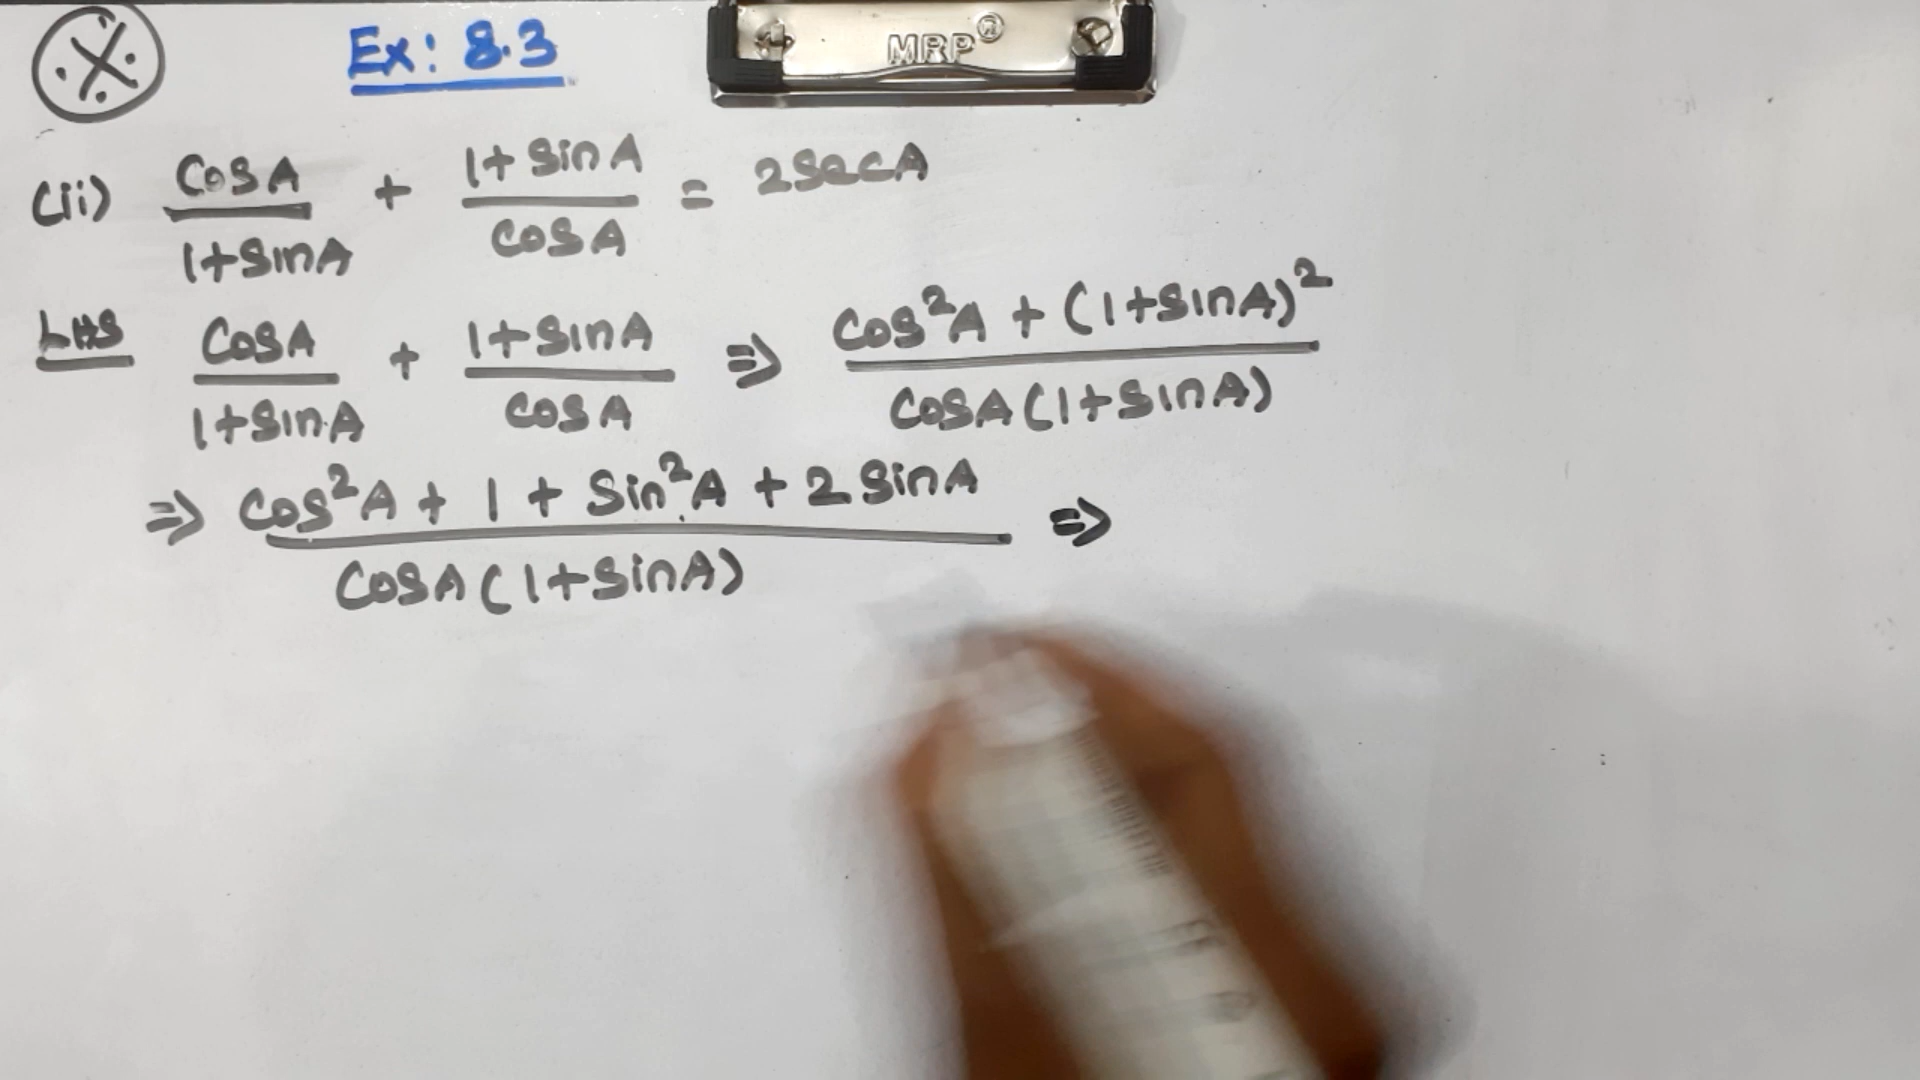 Ex: 8.3
MRP®
(ii) CosA/1+sinA + 1+sinA/cosA = 2secA
LHS CosA/1+sinA + 1+sinA/cosA ⇒ cos²A + (1+sinA)²/cosA(1+sinA)
⇒ cos²A + 1 + sin²A + 2sinA/cosA(1+sinA) ⇒